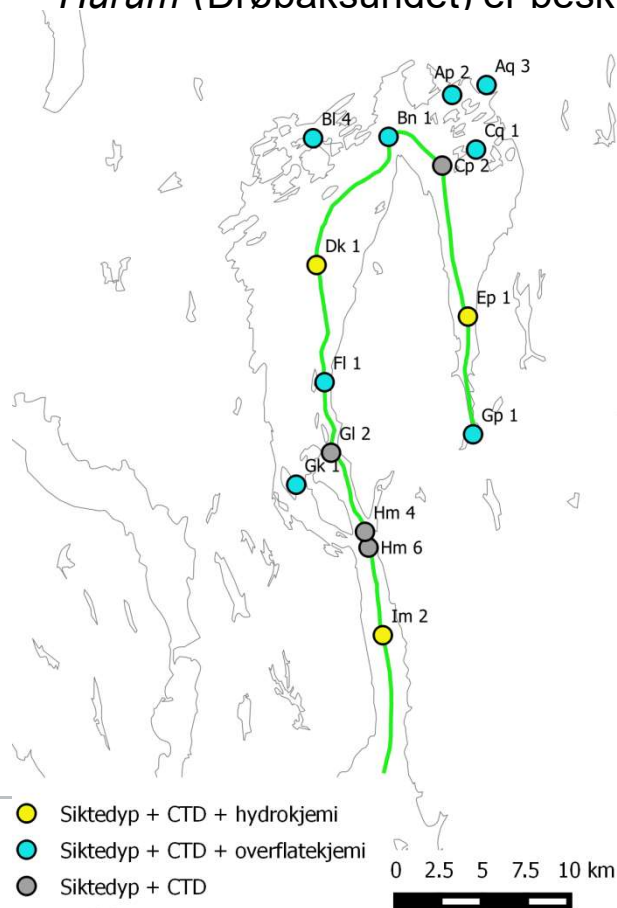 Hurum (Drøbaksundet) er besk
Ap 2
Aq 3
Bl 4
Bn 1
Cq 1
Cp 2
Dk 1
Ep 1
Fl 1
Gp 1
Gl 2
Gk 1
Hm 4
Hm 6
Im 2
Siktedyp + CTD + hydrokjemi
Siktedyp + CTD + overflatekjemi
Siktedyp + CTD
0 2.5 5 7.5 10 km